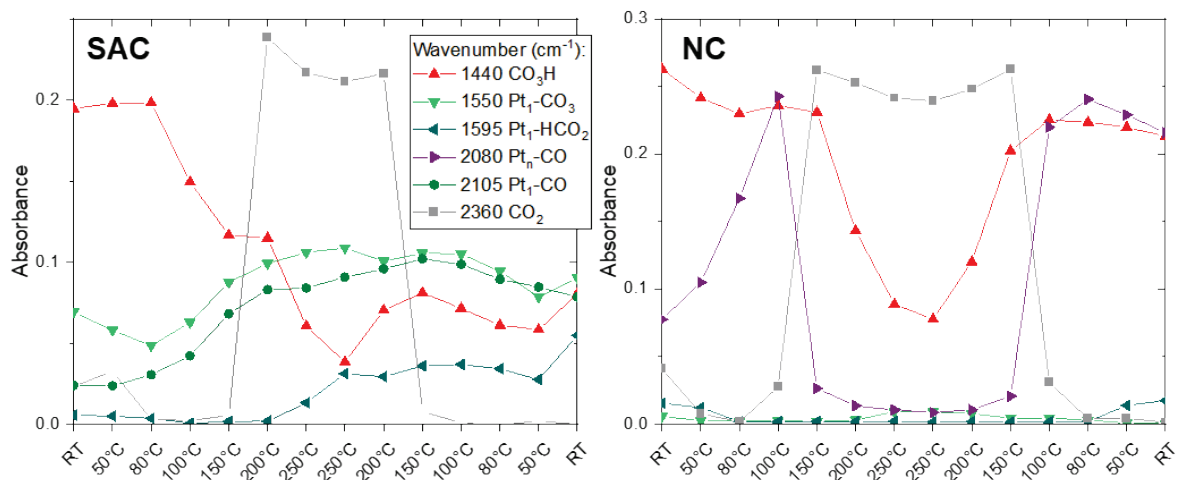 SAC
Wavenumber (cm⁻¹):
1440 CO₃H
1550 Pt₁-CO₃
1595 Pt₁-HCO₂
2080 Ptₙ-CO
2105 Pt₁-CO
2360 CO₂
Absorbance
0.2
0.1
0.0
RT
50°C
80°C
100°C
150°C
200°C
250°C
250°C
200°C
150°C
100°C
80°C
50°C
RT
NC
Absorbance
0.3
0.2
0.1
0.0
RT
50°C
80°C
100°C
150°C
200°C
250°C
250°C
200°C
150°C
100°C
80°C
50°C
RT